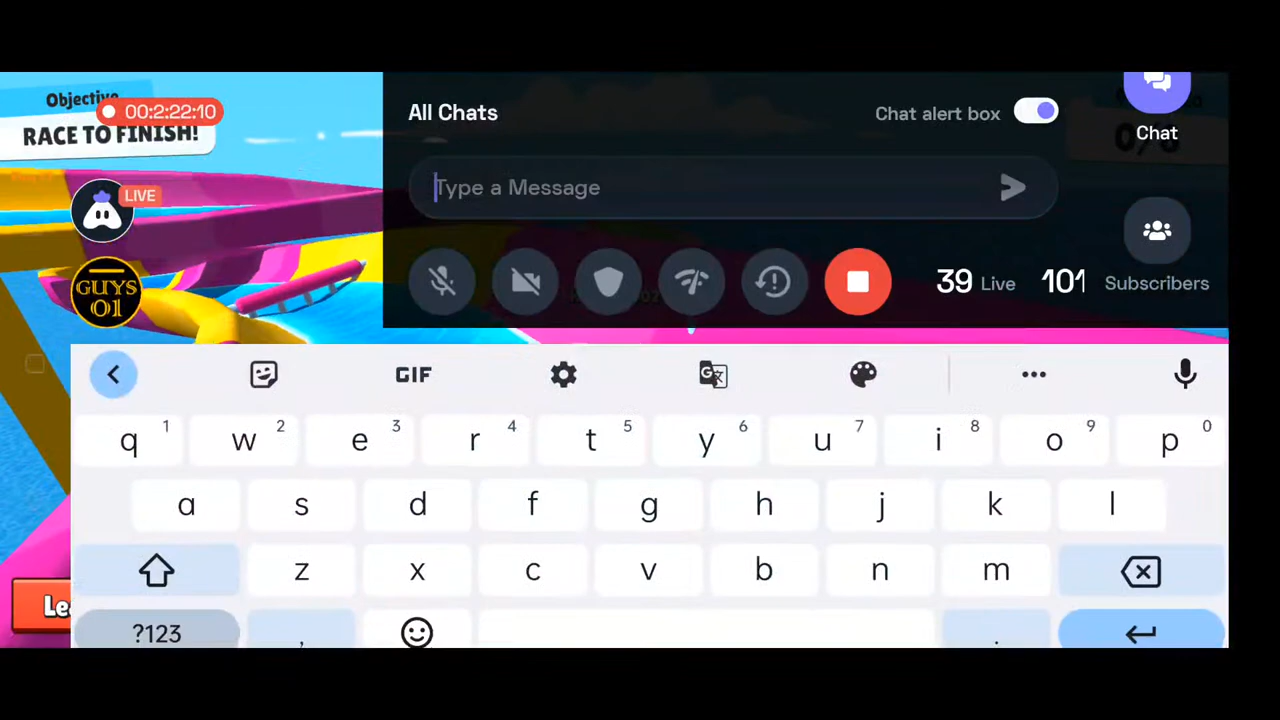 Objective
00:2:22:10
RACE TO FINISH!
LIVE
GUYS
01
All Chats
Chat alert box
Chat
Type a Message
39 Live 101
Subscribers
GIF
q 1 w 2 e 3 r 4 t 5 y 6 u 7 i 8 o 9 p 0
a s d f g h j k l
z x c v b n m
Le
?123 , .